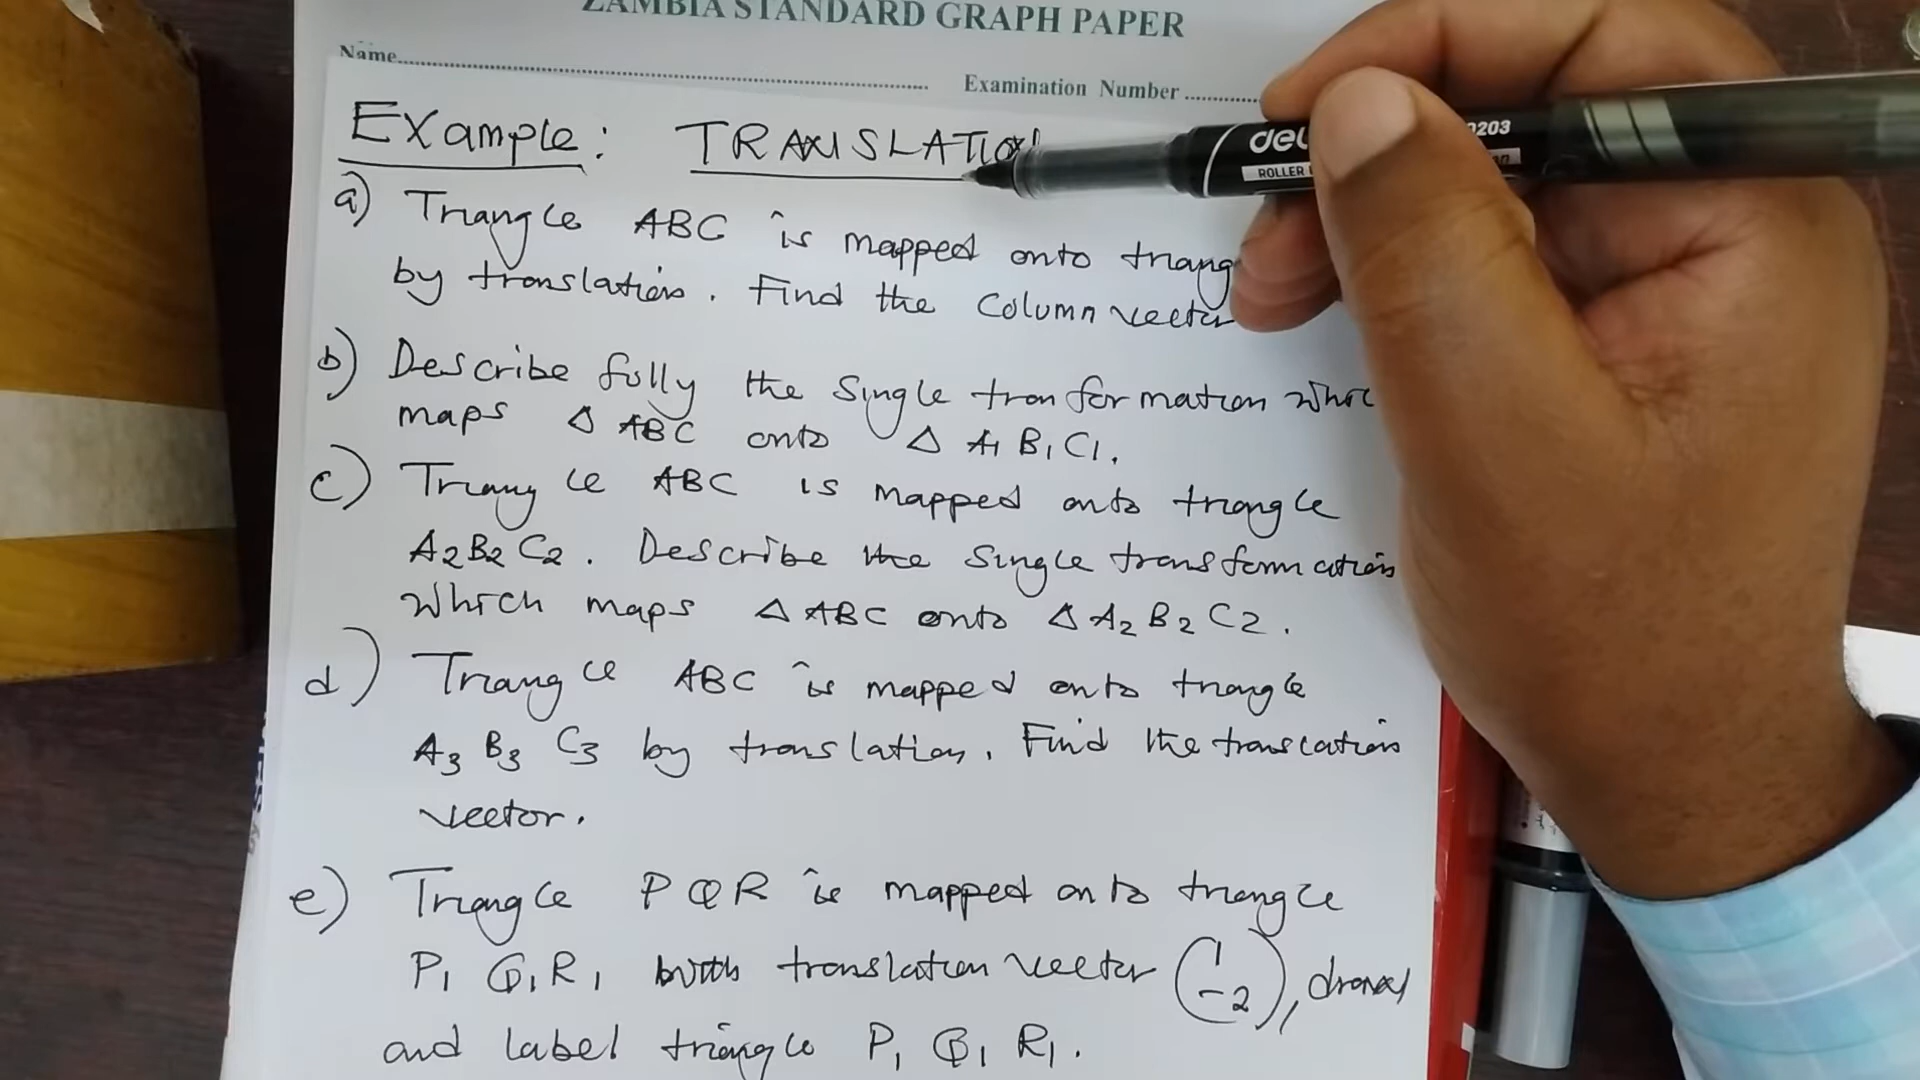 ZAMBIA STANDARD GRAPH PAPER
Name
Examination Number
Example: TRANSLATION
a) Triangle ABC is mapped onto triang
by translation. Find the column vector
b) Describe fully the single tranformation whic
maps Δ ABC onto Δ A1 B1 C1.
c) Triangle ABC is mapped onto triangle
A2 B2 C2. Describe the single transformation
which maps Δ ABC onto Δ A2 B2 C2.
d) Triangle ABC is mapped onto triangle
A3 B3 C3 by translation. Find the translation
vector.
e) Triangle PQR is mapped onto triangle
P1 Q1 R1 with translation vector (1 -2), draw
and label triangle P1 Q1 R1.
deli
0203
ROLLER